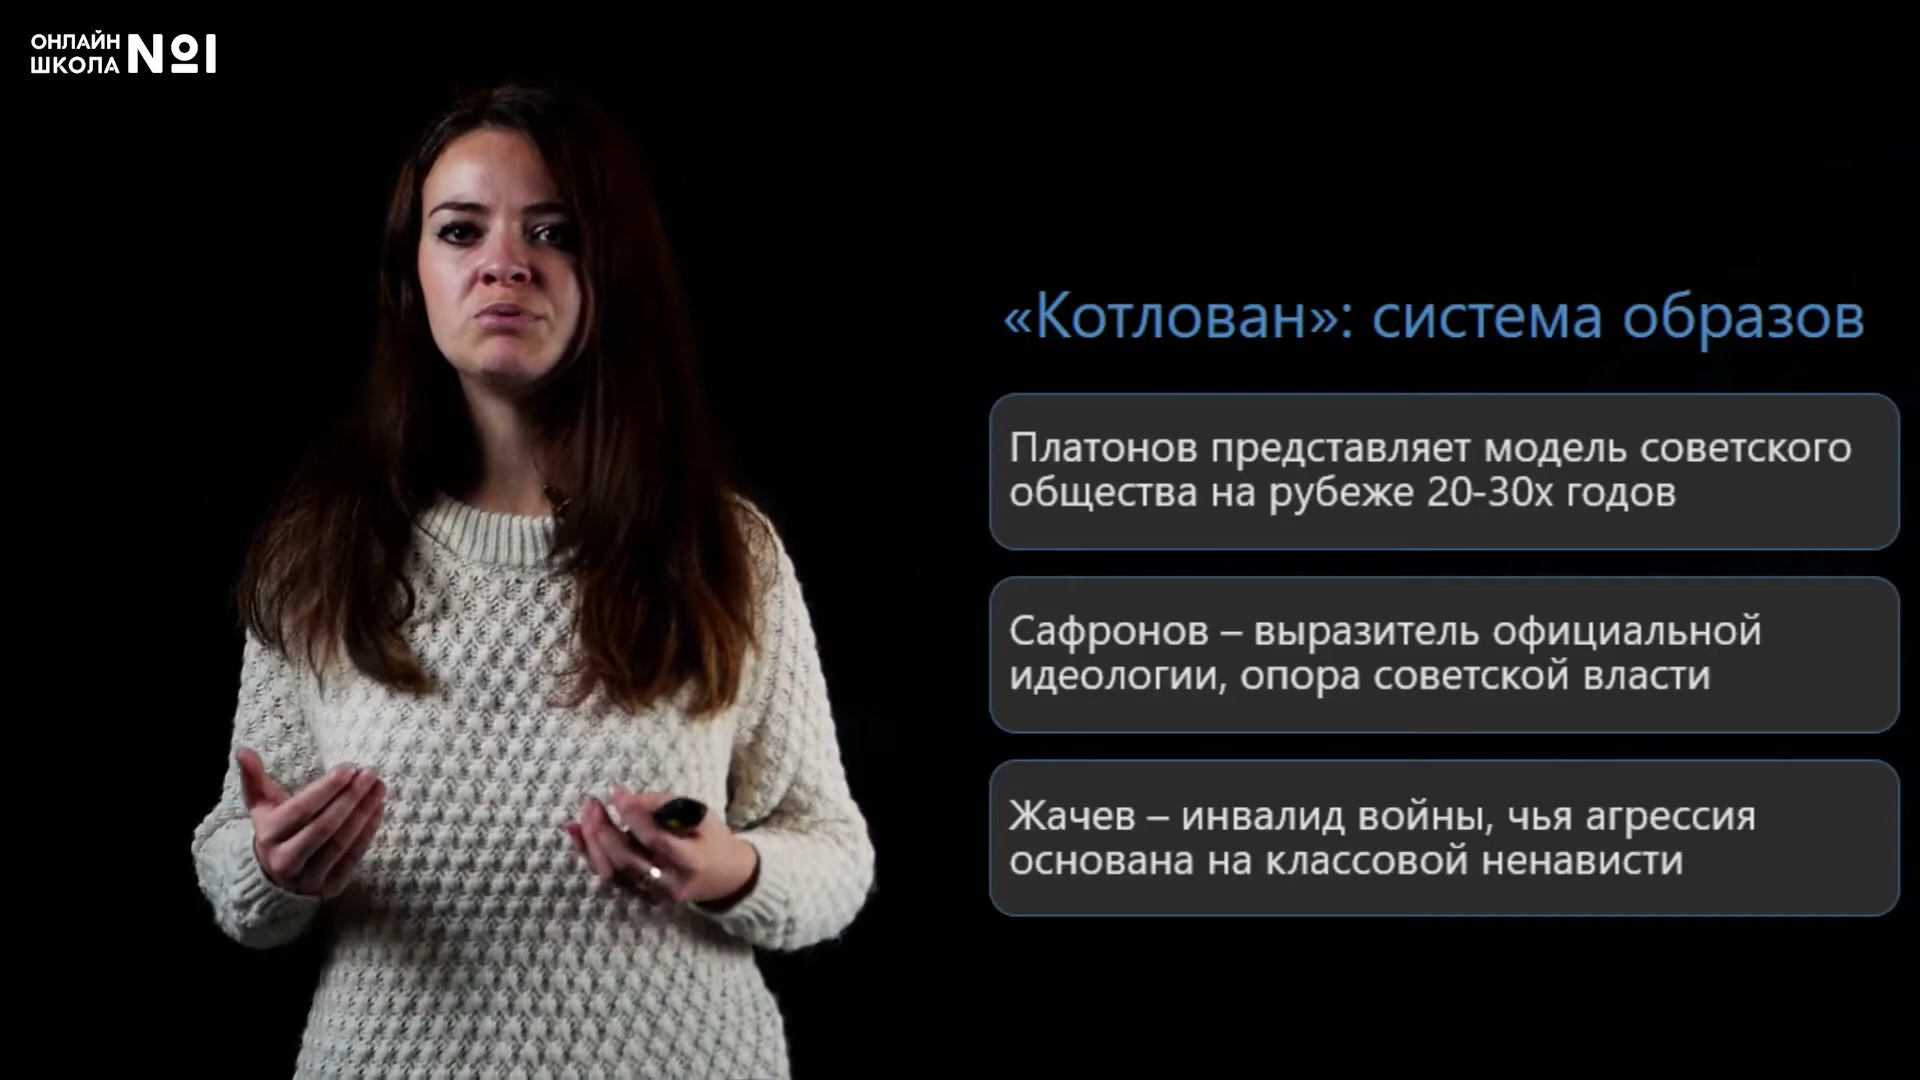 ОНЛАЙН
ШКОЛА №1
«Котлован»: система образов
Платонов представляет модель советского
общества на рубеже 20-30х годов
Сафронов – выразитель официальной
идеологии, опора советской власти
Жачев – инвалид войны, чья агрессия
основана на классовой ненависти